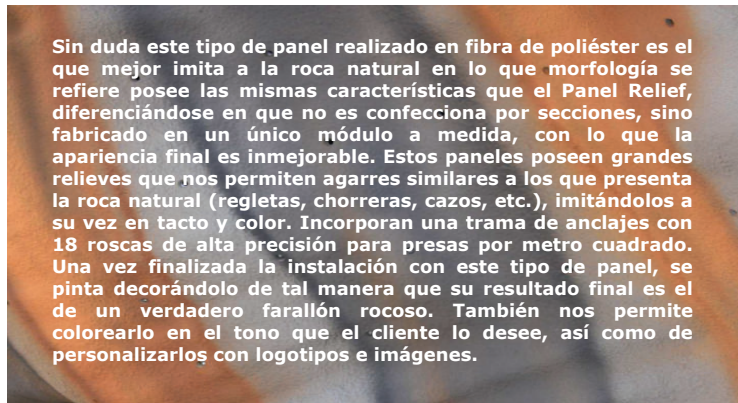 Sin duda este tipo de panel realizado en fibra de poliéster es el
que mejor imita a la roca natural en lo que morfología se
refiere posee las mismas características que el Panel Relief,
diferenciándose en que no es confecciona por secciones, sino
fabricado en un único módulo a medida, con lo que la
apariencia final es inmejorable. Estos paneles poseen grandes
relieves que nos permiten agarres similares a los que presenta
la roca natural (regletas, chorreras, cazos, etc.), imitándolos a
su vez en tacto y color. Incorporan una trama de anclajes con
18 roscas de alta precisión para presas por metro cuadrado.
Una vez finalizada la instalación con este tipo de panel, se
pinta decorándolo de tal manera que su resultado final es el
de un verdadero farallón rocoso. También nos permite
colorearlo en el tono que el cliente lo desee, así como de
personalizarlos con logotipos e imágenes.